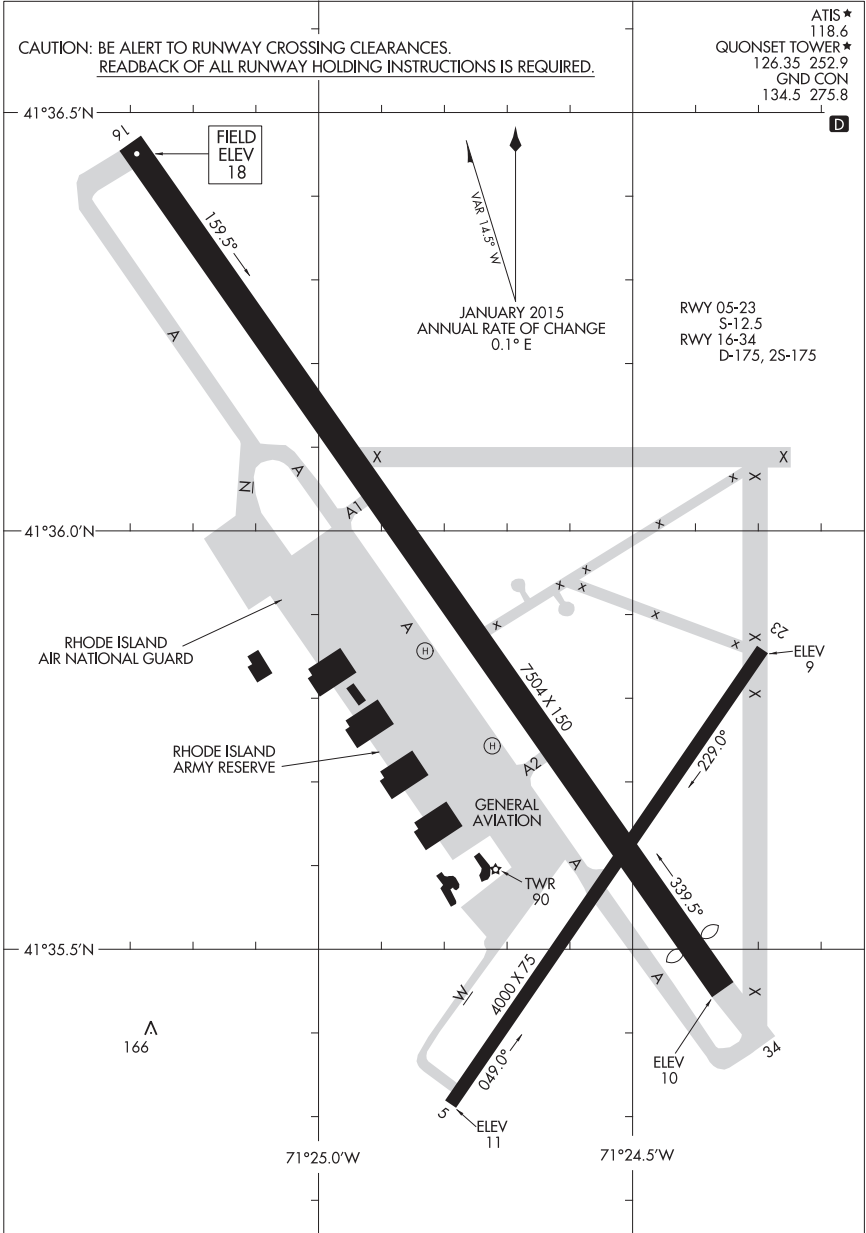 ATIS★
118.6
QUONSET TOWER★
126.35 252.9
GND CON
134.5 275.8
D
CAUTION: BE ALERT TO RUNWAY CROSSING CLEARANCES.
READBACK OF ALL RUNWAY HOLDING INSTRUCTIONS IS REQUIRED.
41°36.5'N
16
FIELD
ELEV
18
159.5°
VAR 14.5° W
JANUARY 2015
ANNUAL RATE OF CHANGE
0.1° E
RWY 05-23
S-12.5
RWY 16-34
D-175, 2S-175
A
X
X
A
N
X
X
A1
X
41°36.0'N
X
X
X
X
X
X
X
23
A
H
RHODE ISLAND
AIR NATIONAL GUARD
ELEV
9
X
7504 X 150
H
229.0°
RHODE ISLAND
ARMY RESERVE
A2
GENERAL
AVIATION
A
TWR
90
339.5°
41°35.5'N
A
W
4000 X 75
X
166
049.0°
34
ELEV
10
5
ELEV
11
71°25.0'W
71°24.5'W